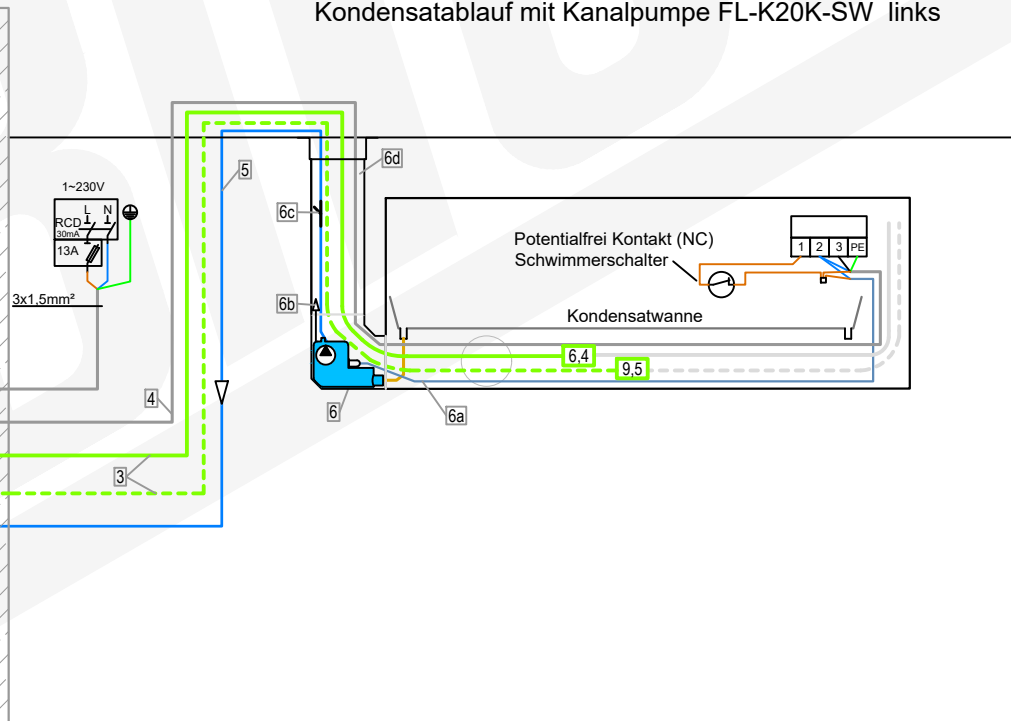 Kondensatablauf mit Kanalpumpe FL-K20K-SW links
6d
5
1~230V
L N
RCD
30mA
13A
6c
Potentialfrei Kontakt (NC)
Schwimmerschalter
1 2 3 PE
3x1,5mm²
6b
Kondensatwanne
6,4
9,5
4
6
6a
3